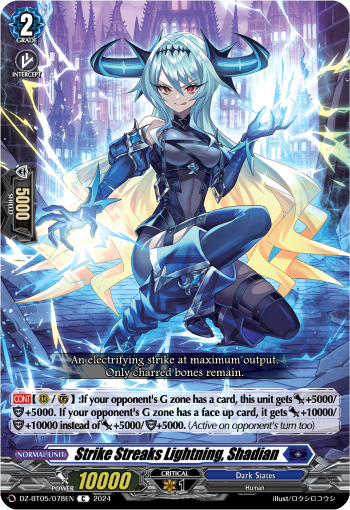 2
GRADE
INTERCEPT
5000
SHIELD
An electrifying strike at maximum output.
Only charred bones remain.
CONT【 / 】:If your opponent's G zone has a card, this unit gets +5000/
+5000. If your opponent's G zone has a face up card, it gets +10000/
+10000 instead of +5000/ +5000. (Active on opponent's turn too)
NORMAL UNIT
Strike Streaks Lightning, Shadian
POWER
10000
CRITICAL
1
Dark States
Human
DZ-BT05/078EN C 2024
illust/ロクシロコウシ